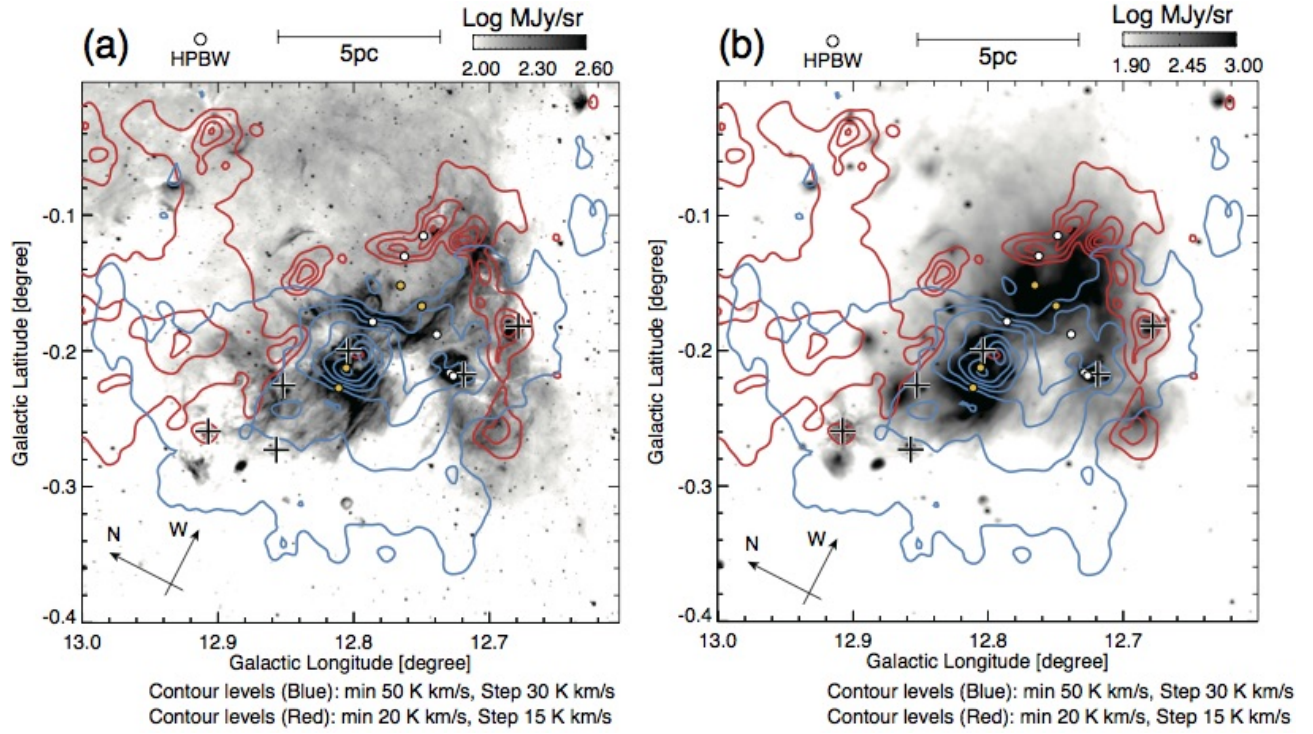 (a)
HPBW
5pc
Log MJy/sr
2.00 2.30 2.60
-0.1
-0.2
-0.3
-0.4
Galactic Latitude [degree]
N
W
13.0 12.9 12.8 12.7
Galactic Longitude [degree]
Contour levels (Blue): min 50 K km/s, Step 30 K km/s
Contour levels (Red): min 20 K km/s, Step 15 K km/s
(b)
HPBW
5pc
Log MJy/sr
1.90 2.45 3.00
-0.1
-0.2
-0.3
-0.4
Galactic Latitude [degree]
N
W
13.0 12.9 12.8 12.7
Galactic Longitude [degree]
Contour levels (Blue): min 50 K km/s, Step 30 K km/s
Contour levels (Red): min 20 K km/s, Step 15 K km/s